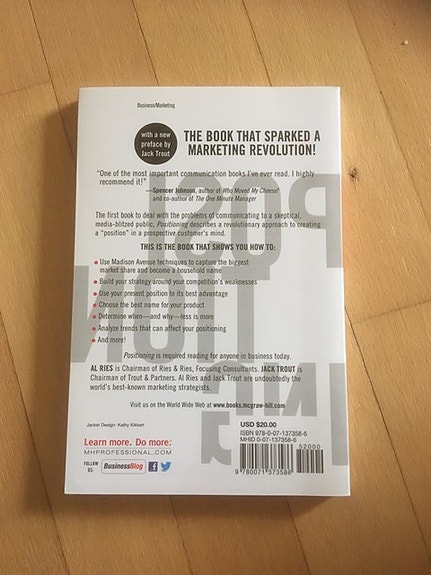 Business/Marketing
with a new
preface by
Jack Trout
THE BOOK THAT SPARKED A
MARKETING REVOLUTION!
"One of the most important communication books I've ever read. I highly
recommend it!"
—Spencer Johnson, author of Who Moved My Cheese?
and co-author of The One Minute Manager
The first book to deal with the problems of communicating to a skeptical,
media-blitzed public, Positioning describes a revolutionary approach to creating
a "position" in a prospective customer's mind.
THIS IS THE BOOK THAT SHOWS YOU HOW TO:
• Use Madison Avenue techniques to capture the biggest
market share and become a household name
• Build your strategy around your competitor's weaknesses
• Use your present position to its best advantage
• Choose the best name for your product
• Determine when—and why—less is more
• Analyze trends that can affect your positioning
• And more!
Positioning is required reading for anyone in business today.
AL RIES is Chairman of Ries & Ries, Focusing Consultants. JACK TROUT is
Chairman of Trout & Partners. Al Ries and Jack Trout are undoubtedly the
world's best-known marketing strategists.
Visit us on the World Wide Web at www.books.mcgraw-hill.com
Jacket Design: Kathy Kikkert
USD $20.00
ISBN 978-0-07-137358-6
MHID 0-07-137358-6
52000
9 780071 373586
Learn more. Do more.
MHPROFESSIONAL.COM
FOLLOW
US:
BusinessBlog